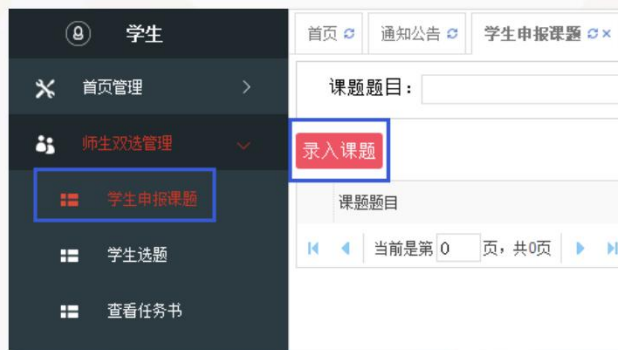 学生
首页
通知公告
学生申报课题
首页管理
课题题目：
师生双选管理
录入课题
学生申报课题
课题题目
学生选题
当前是第 0 页，共0页
查看任务书